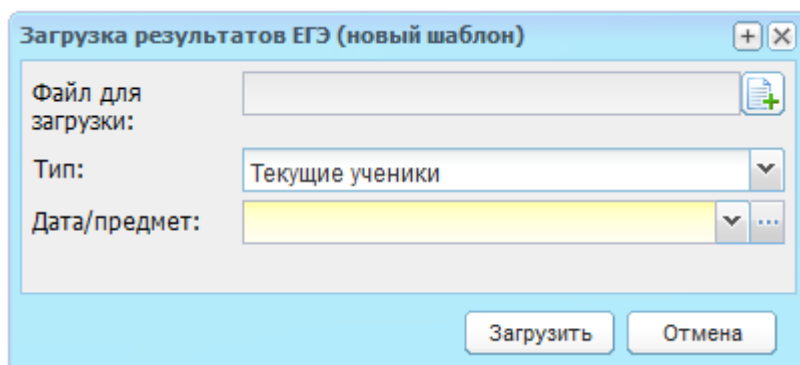 Загрузка результатов ЕГЭ (новый шаблон)
Файл для
загрузки:
Тип:
Текущие ученики
Дата/предмет:
Загрузить
Отмена